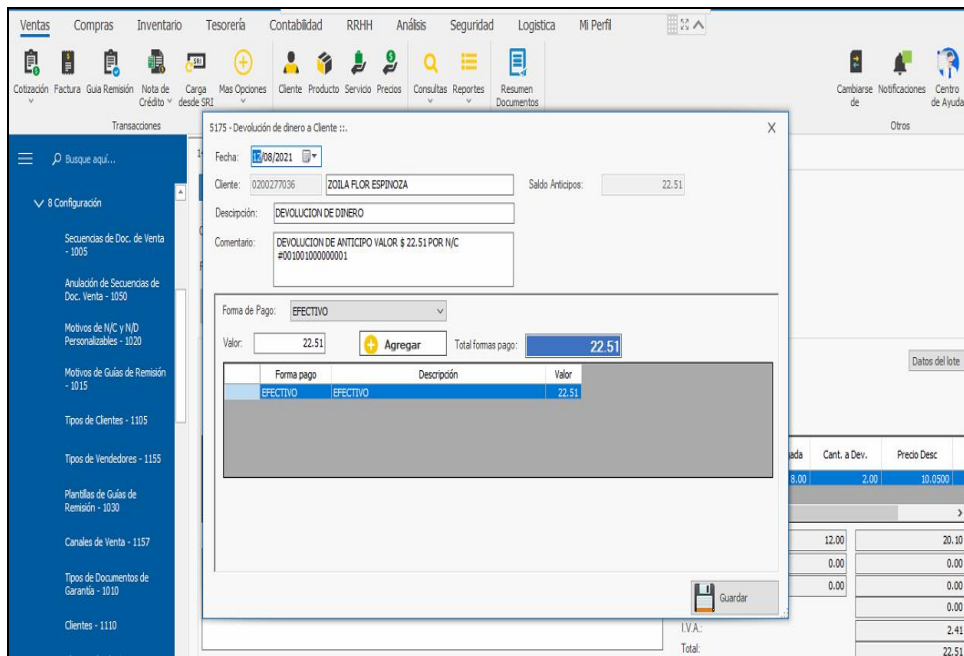 Ventas Compras Inventario Tesorería Contabilidad RRHH Análisis Seguridad Logistica Mi Perfil
Cotización Factura Guia Remisión Nota de Crédito Carga desde SRI Mas Opciones Cliente Producto Servicio Precios Consultas Reportes Resumen Documentos Cambiarse de Notificaciones Centro de Ayuda
Transacciones Otros
5175 - Devolución de dinero a Cliente ::. X
Busque aquí...
Fecha: 12/08/2021
Cliente: 0200277036 ZOILA FLOR ESPINOZA Saldo Anticipos: 22.51
8 Configuración
Descipción: DEVOLUCION DE DINERO
Secuencias de Doc. de Venta - 1005
Comentario: DEVOLUCION DE ANTICIPO VALOR $ 22.51 POR N/C
#001001000000001
Anulación de Secuencias de Doc. Venta - 1050
Forma de Pago: EFECTIVO
Motivos de N/C y N/D Personalizables - 1020
Valor: 22.51 Agregar Total formas pago: 22.51
Datos del lote
Motivos de Guías de Remisión - 1015
Forma pago Descripción Valor
EFECTIVO EFECTIVO 22.51
Tipos de Clientes - 1105
Tipos de Vendedores - 1155
Cant. a Dev. Precio Desc
8.00 2.00 10.0500
Plantillas de Guías de Remisión - 1030
Canales de Venta - 1157
12.00 20.10
0.00 0.00
Tipos de Documentos de Garantía - 1010
0.00 0.00
Guardar
0.00
Clientes - 1110
I.V.A.: 2.41
Total: 22.51